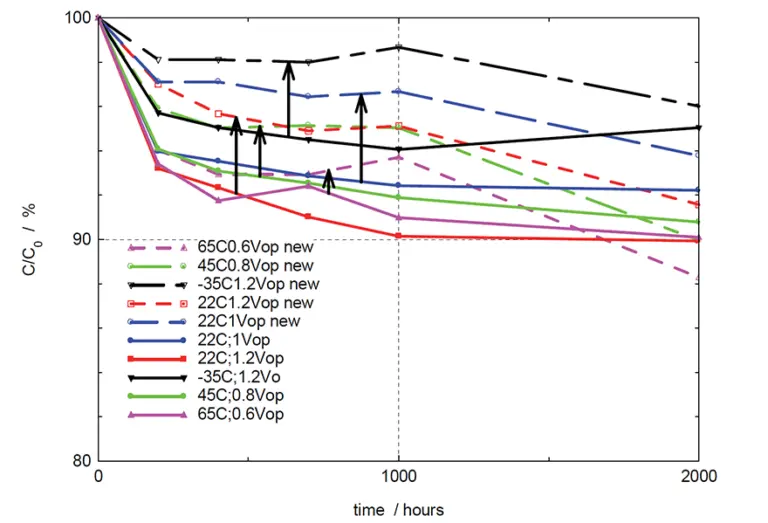 100
90
80
C/C0 / %
65C0.6Vop new
45C0.8Vop new
-35C1.2Vop new
22C1.2Vop new
22C1Vop new
22C;1Vop
22C;1.2Vop
-35C;1.2Vo
45C;0.8Vop
65C;0.6Vop
0
1000
2000
time / hours